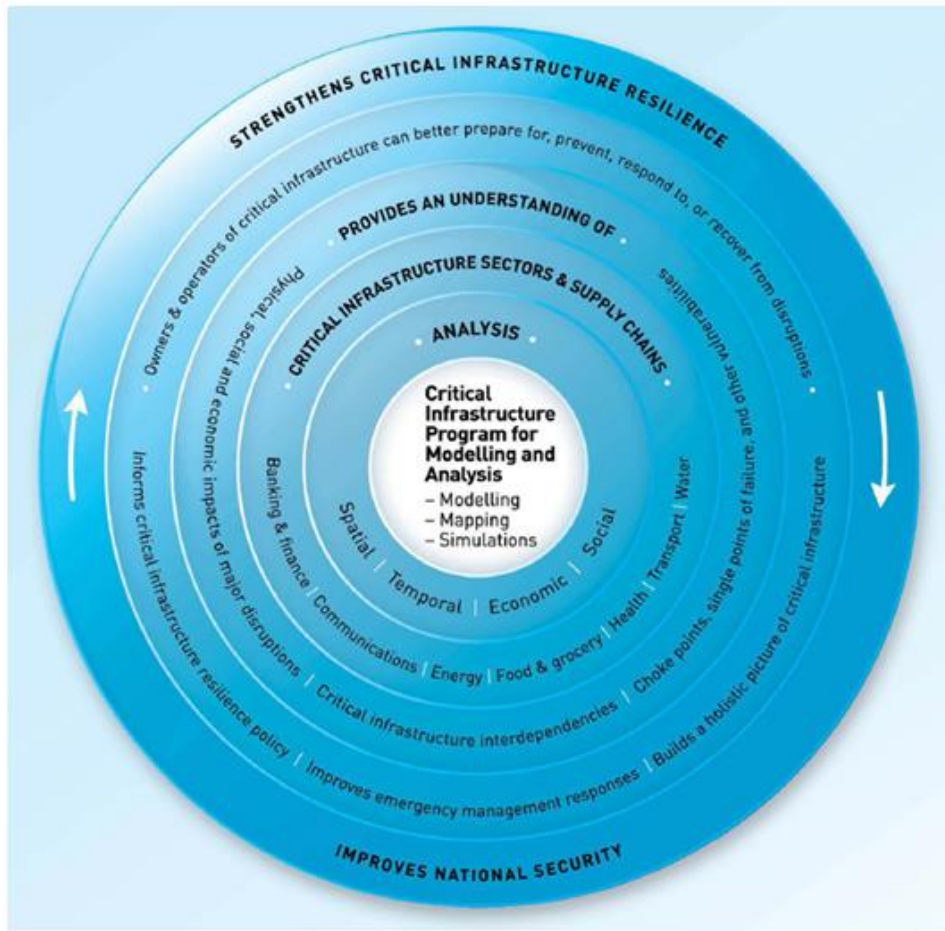 STRENGTHENS CRITICAL INFRASTRUCTURE RESILIENCE
• Owners & operators of critical infrastructure can better prepare for, prevent, respond to, or recover from disruptions •
Informs critical infrastructure resilience policy | Improves emergency management responses | Builds a holistic picture of critical infrastructure
• PROVIDES AN UNDERSTANDING OF •
Physical, social and economic impacts of major disruptions | Critical infrastructure interdependencies | Choke points, single points of failure, and other vulnerabilities
• CRITICAL INFRASTRUCTURE SECTORS & SUPPLY CHAINS •
Banking & finance | Communications | Energy | Food & grocery | Health | Transport | Water
• ANALYSIS •
Spatial | Temporal | Economic | Social
Critical
Infrastructure
Program for
Modelling and
Analysis
– Modelling
– Mapping
– Simulations
IMPROVES NATIONAL SECURITY